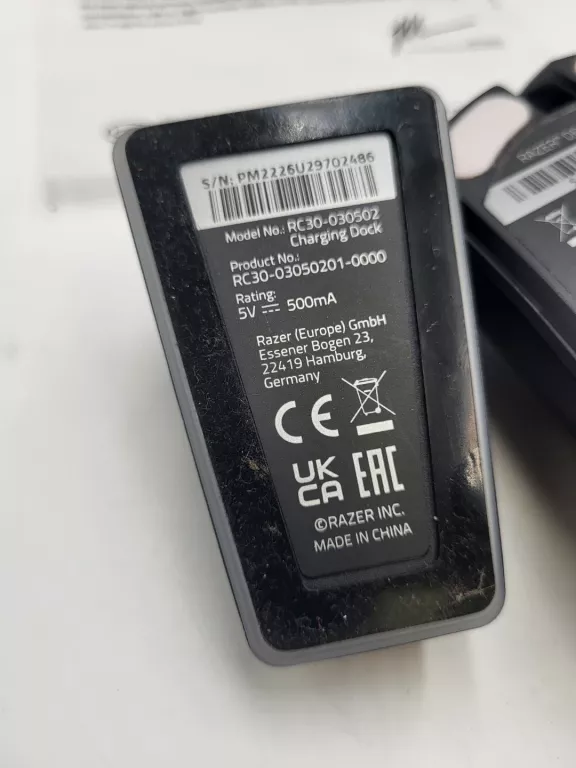 S/N: PM2226U29702486
Model No.: RC30-030502
Charging Dock
Product No.:
RC30-03050201-0000
Rating:
5V ⎓ 500mA
Razer (Europe) GmbH
Essener Bogen 23,
22419 Hamburg,
Germany
CE
UK
CA
EAC
©RAZER INC.
MADE IN CHINA
RAZER